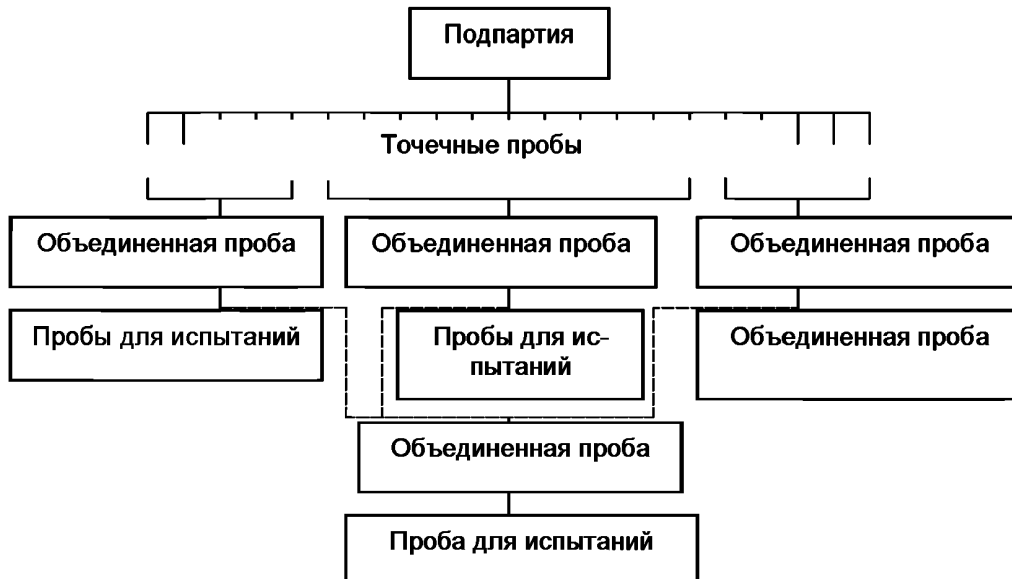 Подпартия
Точечные пробы
Объединенная проба
Объединенная проба
Объединенная проба
Пробы для испытаний
Пробы для ис-
пытаний
Объединенная проба
Объединенная проба
Проба для испытаний